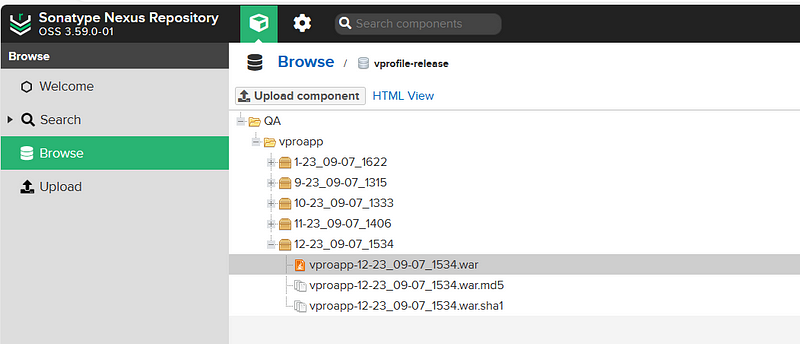 Sonatype Nexus Repository
OSS 3.59.0-01
Search components
Browse
Welcome
Search
Browse
Upload
Browse / vprofile-release
Upload component HTML View
QA
vproapp
1-23_09-07_1622
9-23_09-07_1315
10-23_09-07_1333
11-23_09-07_1406
12-23_09-07_1534
vproapp-12-23_09-07_1534.war
vproapp-12-23_09-07_1534.war.md5
vproapp-12-23_09-07_1534.war.sha1